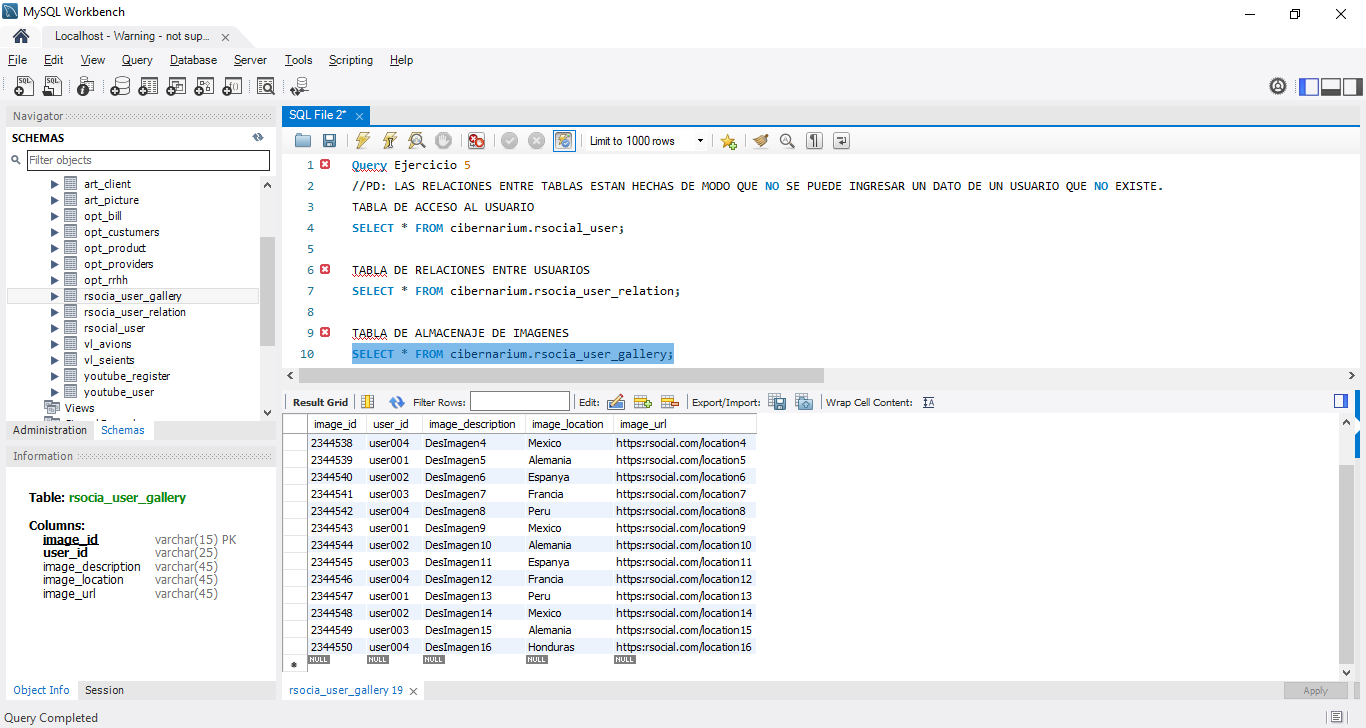 MySQL Workbench
Localhost - Warning - not sup...
File Edit View Query Database Server Tools Scripting Help
Navigator
SCHEMAS
Filter objects
art_client
art_picture
opt_bill
opt_custumers
opt_product
opt_providers
opt_rrhh
rsocia_user_gallery
rsocia_user_relation
rsocial_user
vl_avions
vl_seients
youtube_register
youtube_user
Views
Administration Schemas
Information
Table: rsocia_user_gallery
Columns:
image_id varchar(15) PK
user_id varchar(25)
image_description varchar(45)
image_location varchar(45)
image_url varchar(45)
Object Info Session
Query Completed
SQL File 2*
Limit to 1000 rows
1 Query Ejercicio 5
2 //PD: LAS RELACIONES ENTRE TABLAS ESTAN HECHAS DE MODO QUE NO SE PUEDE INGRESAR UN DATO DE UN USUARIO QUE NO EXISTE.
3 TABLA DE ACCESO AL USUARIO
4 SELECT * FROM cibernarium.rsocial_user;
5
6 TABLA DE RELACIONES ENTRE USUARIOS
7 SELECT * FROM cibernarium.rsocia_user_relation;
8
9 TABLA DE ALMACENAJE DE IMAGENES
10 SELECT * FROM cibernarium.rsocia_user_gallery;
Result Grid Filter Rows: Edit: Export/Import: Wrap Cell Content:
image_id user_id image_description image_location image_url
2344538 user004 DesImagen4 Mexico https:rsocial.com/location4
2344539 user001 DesImagen5 Alemania https:rsocial.com/location5
2344540 user002 DesImagen6 Espanya https:rsocial.com/location6
2344541 user003 DesImagen7 Francia https:rsocial.com/location7
2344542 user004 DesImagen8 Peru https:rsocial.com/location8
2344543 user001 DesImagen9 Mexico https:rsocial.com/location9
2344544 user002 DesImagen10 Alemania https:rsocial.com/location10
2344545 user003 DesImagen11 Espanya https:rsocial.com/location11
2344546 user004 DesImagen12 Francia https:rsocial.com/location12
2344547 user001 DesImagen13 Peru https:rsocial.com/location13
2344548 user002 DesImagen14 Mexico https:rsocial.com/location14
2344549 user003 DesImagen15 Alemania https:rsocial.com/location15
2344550 user004 DesImagen16 Honduras https:rsocial.com/location16
NULL NULL NULL NULL NULL
rsocia_user_gallery 19
Apply